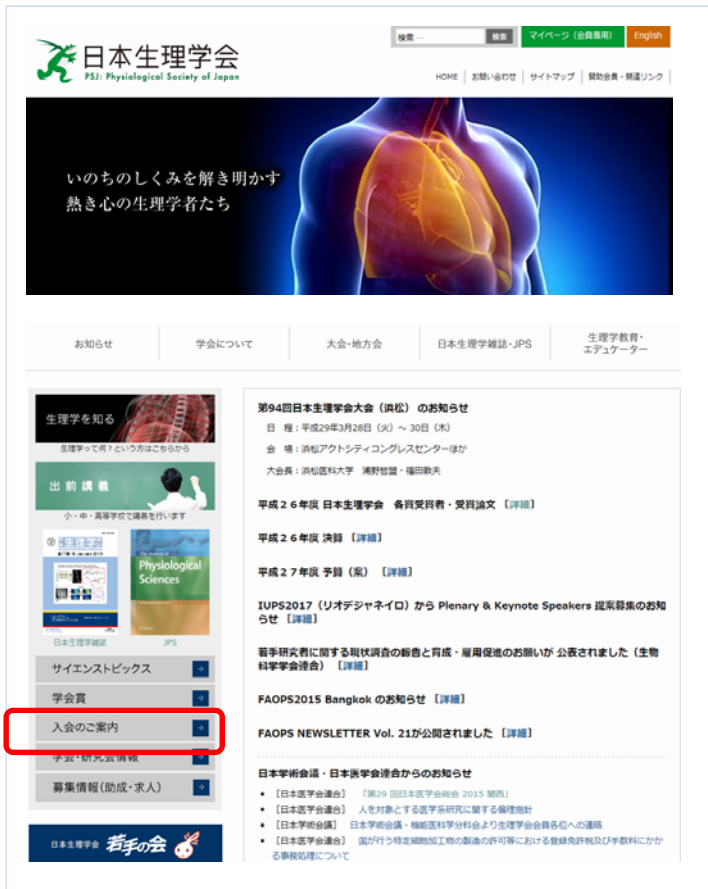 検索 ...
検索
マイページ（会員専用）
English
日本生理学会
PSJ: Physiological Society of Japan
HOME
お問い合わせ
サイトマップ
賛助会員・関連リンク
いのちのしくみを解き明かす
熱き心の生理学者たち
お知らせ
学会について
大会・地方会
日本生理学雑誌・JPS
生理学教育・
エデュケーター
生理学を知る
生理学って何？という方はこちらから
出前講義
小・中・高等学校で講義を行います
The Journal of
Physiological
Sciences
日本生理学雑誌
JPS
サイエンストピックス
学会賞
入会のご案内
学会・研究会情報
募集情報(助成・求人)
日本生理学会 若手の会
第94回日本生理学会大会（浜松） のお知らせ
日　程：平成29年3月28日（火）～ 30日（木）
会　場：浜松アクトシティコングレスセンターほか
大会長：浜松医科大学　浦野哲盟・福田敦夫
平成２６年度 日本生理学会　各賞受賞者・受賞論文 ［詳細］
平成２６年度 決算 ［詳細］
平成２７年度 予算（案） ［詳細］
IUPS2017（リオデジャネイロ）から Plenary & Keynote Speakers 提案募集のお知
らせ ［詳細］
若手研究者に関する現状調査の報告と育成・雇用促進のお願いが 公表されました（生物
科学学会連合） ［詳細］
FAOPS2015 Bangkok のお知らせ ［詳細］
FAOPS NEWSLETTER Vol. 21が公開されました ［詳細］
日本学術会議・日本医学会連合からのお知らせ
［日本医学会連合］ 「第29 回日本医学会総会 2015 関西」
［日本医学会連合］ 人を対象とする医学系研究に関する倫理指針
［日本学術会議］ 日本学術会議・機能医科学分科会より生理学会会員各位への連絡
［日本医学会連合］ 国が行う特定細胞加工物の製造の許可等における登録免許税及び手数料にかか
る事務処理について